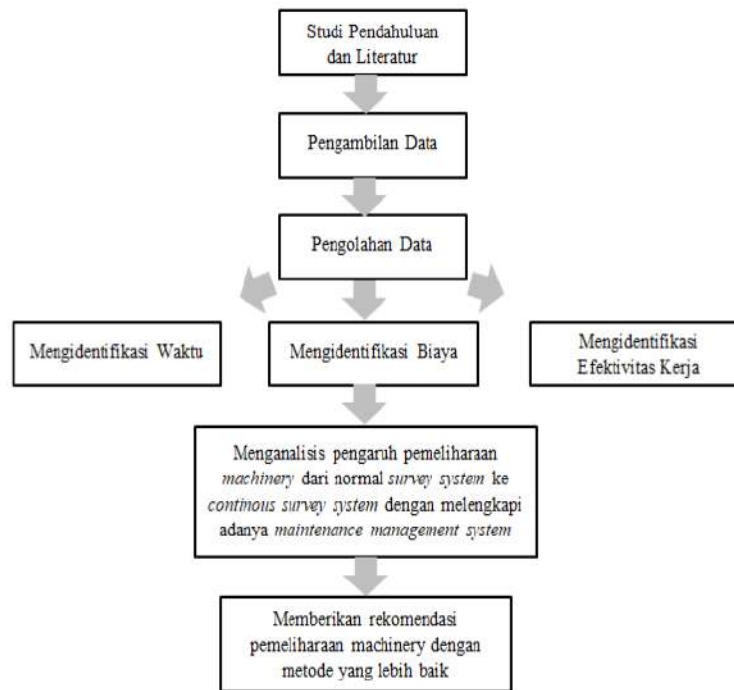 Studi Pendahuluan
dan Literatur
Pengambilan Data
Pengolahan Data
Mengidentifikasi Waktu
Mengidentifikasi Biaya
Mengidentifikasi
Efektivitas Kerja
Menganalisis pengaruh pemeliharaan
machinery dari normal survey system ke
continous survey system dengan melengkapi
adanya maintenance management system
Memberikan rekomendasi
pemeliharaan machinery dengan
metode yang lebih baik